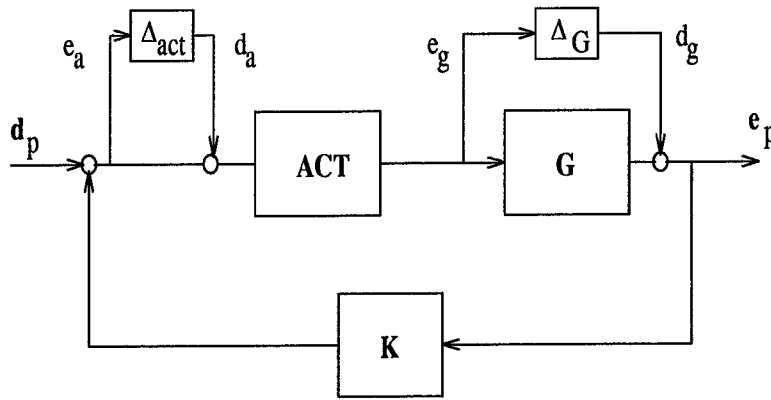 e_a
Δ_act
d_a
e_g
Δ_G
d_g
d_p
ACT
G
e_p
K